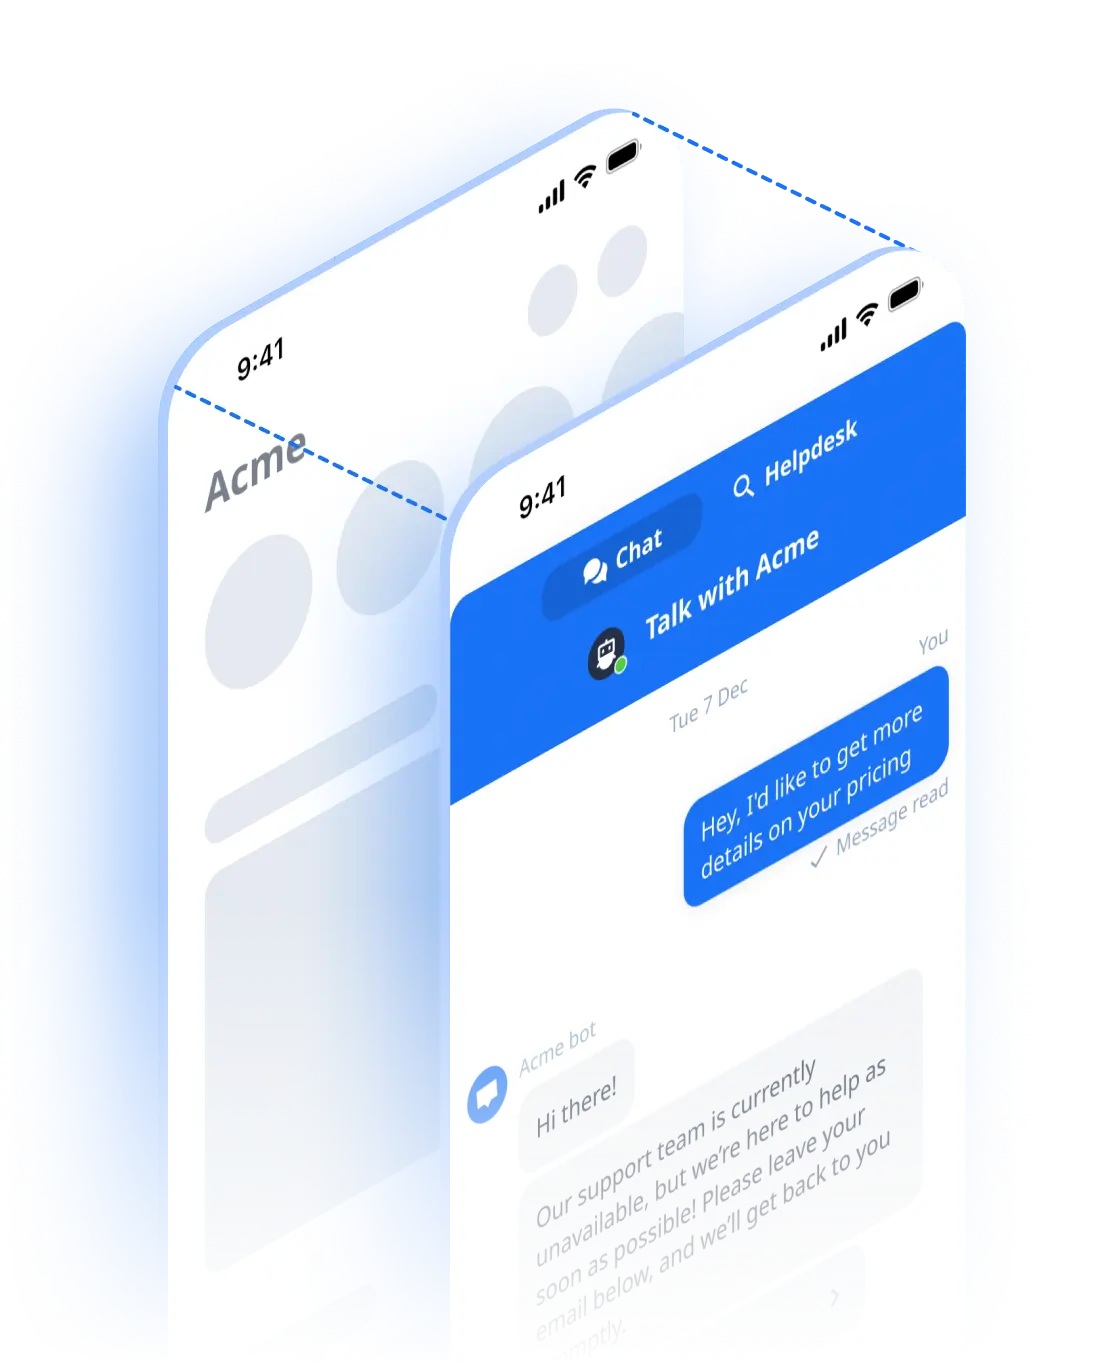 9:41
Acme
9:41
Chat
Helpdesk
Talk with Acme
Tue 7 Dec
You
Hey, I'd like to get more
details on your pricing
Message read
Acme bot
Hi there!
Our support team is currently
unavailable, but we're here to help as
soon as possible! Please leave your
email below, and we'll get back to you